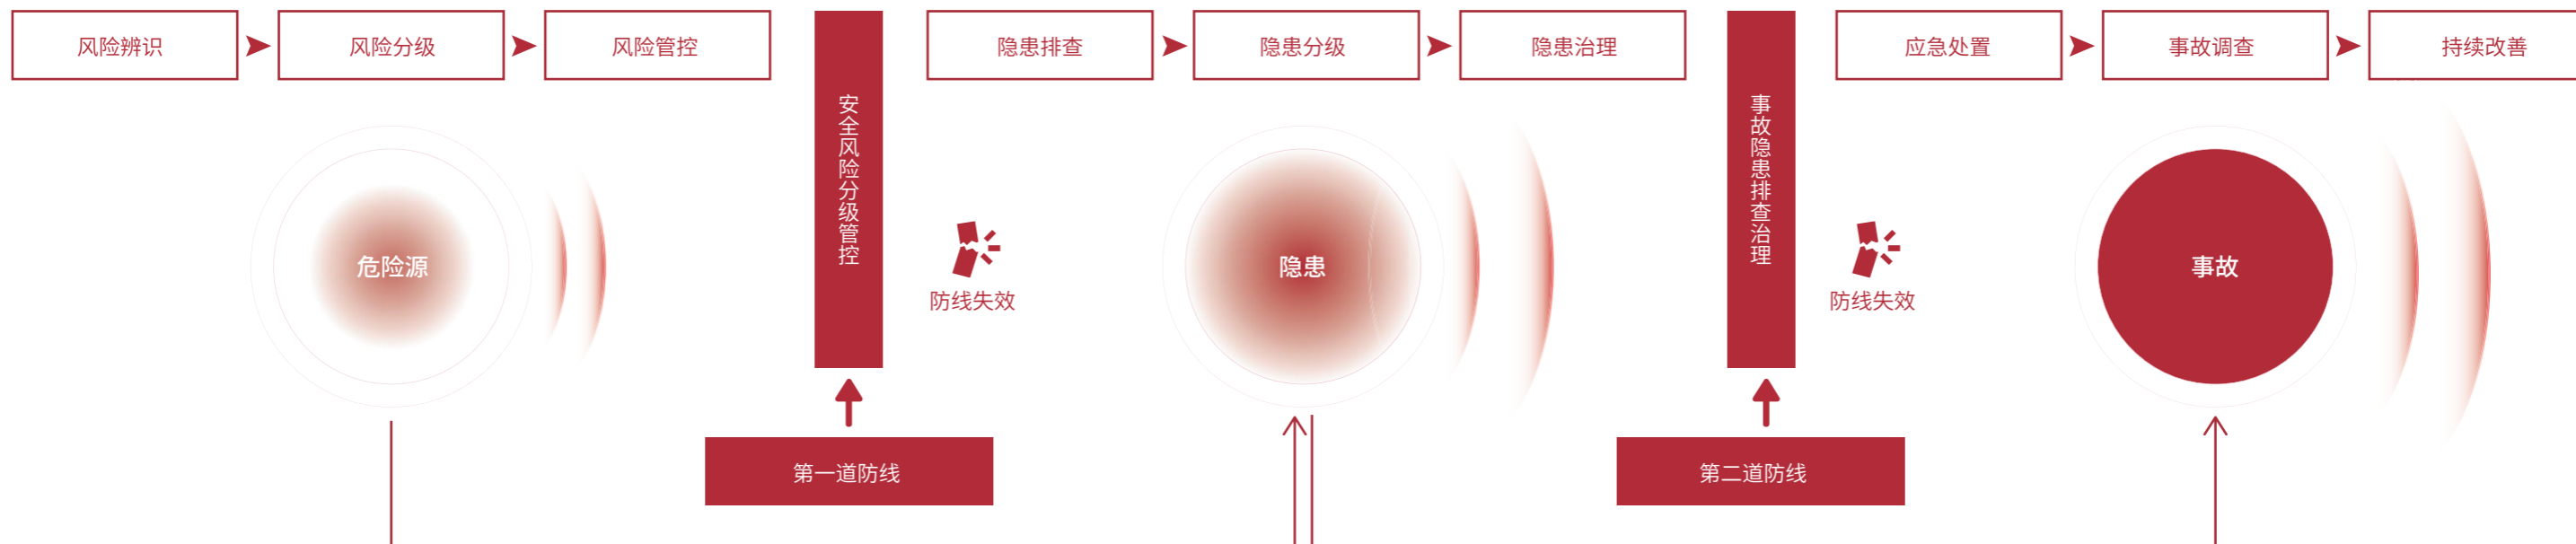 风险辨识
风险分级
风险管控
隐患排查
隐患分级
隐患治理
应急处置
事故调查
持续改善
安全风险分级管控
事故隐患排查治理
危险源
防线失效
隐患
防线失效
事故
第一道防线
第二道防线